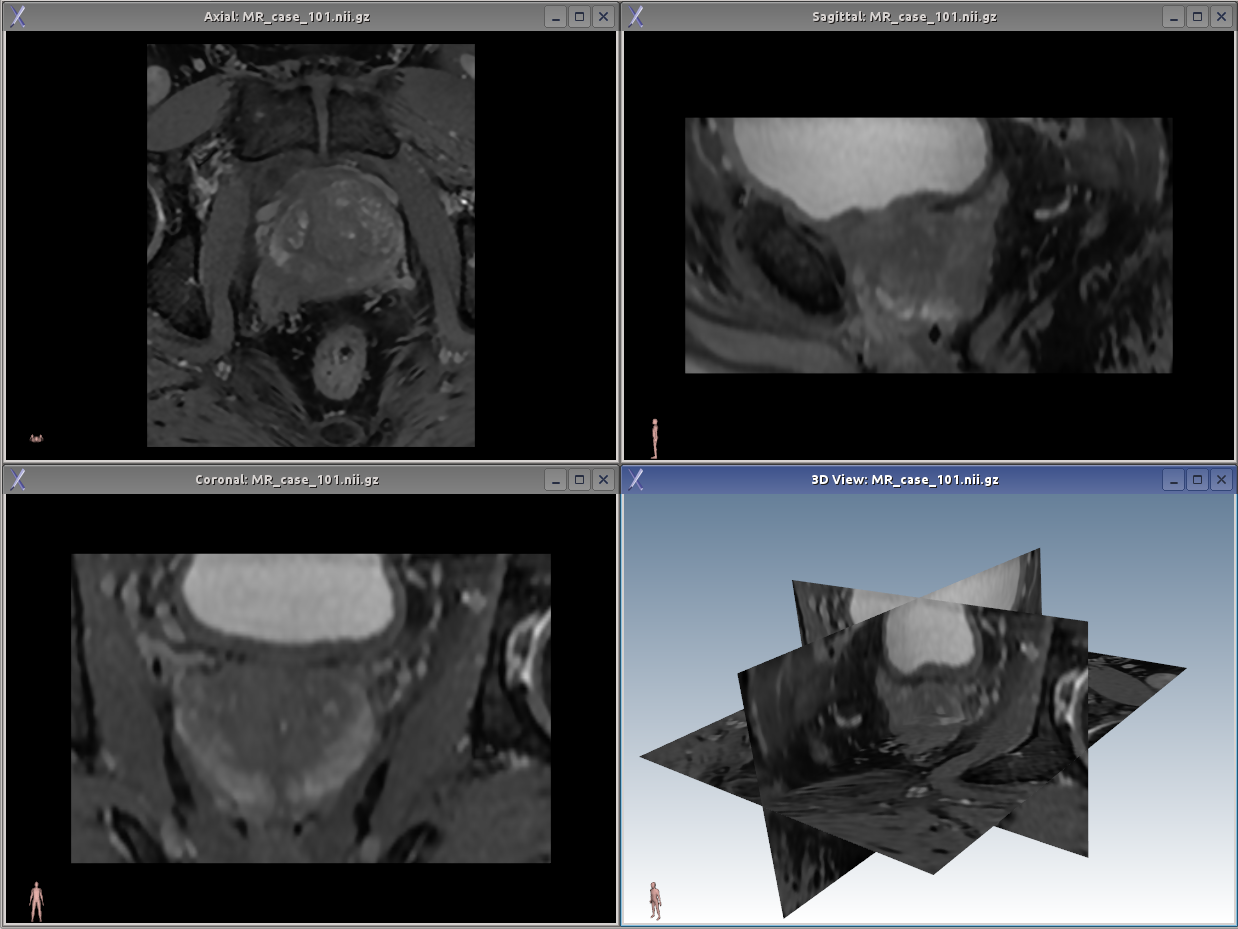 Axial: MR_case_101.nii.gz
Sagittal: MR_case_101.nii.gz
Coronal: MR_case_101.nii.gz
3D View: MR_case_101.nii.gz